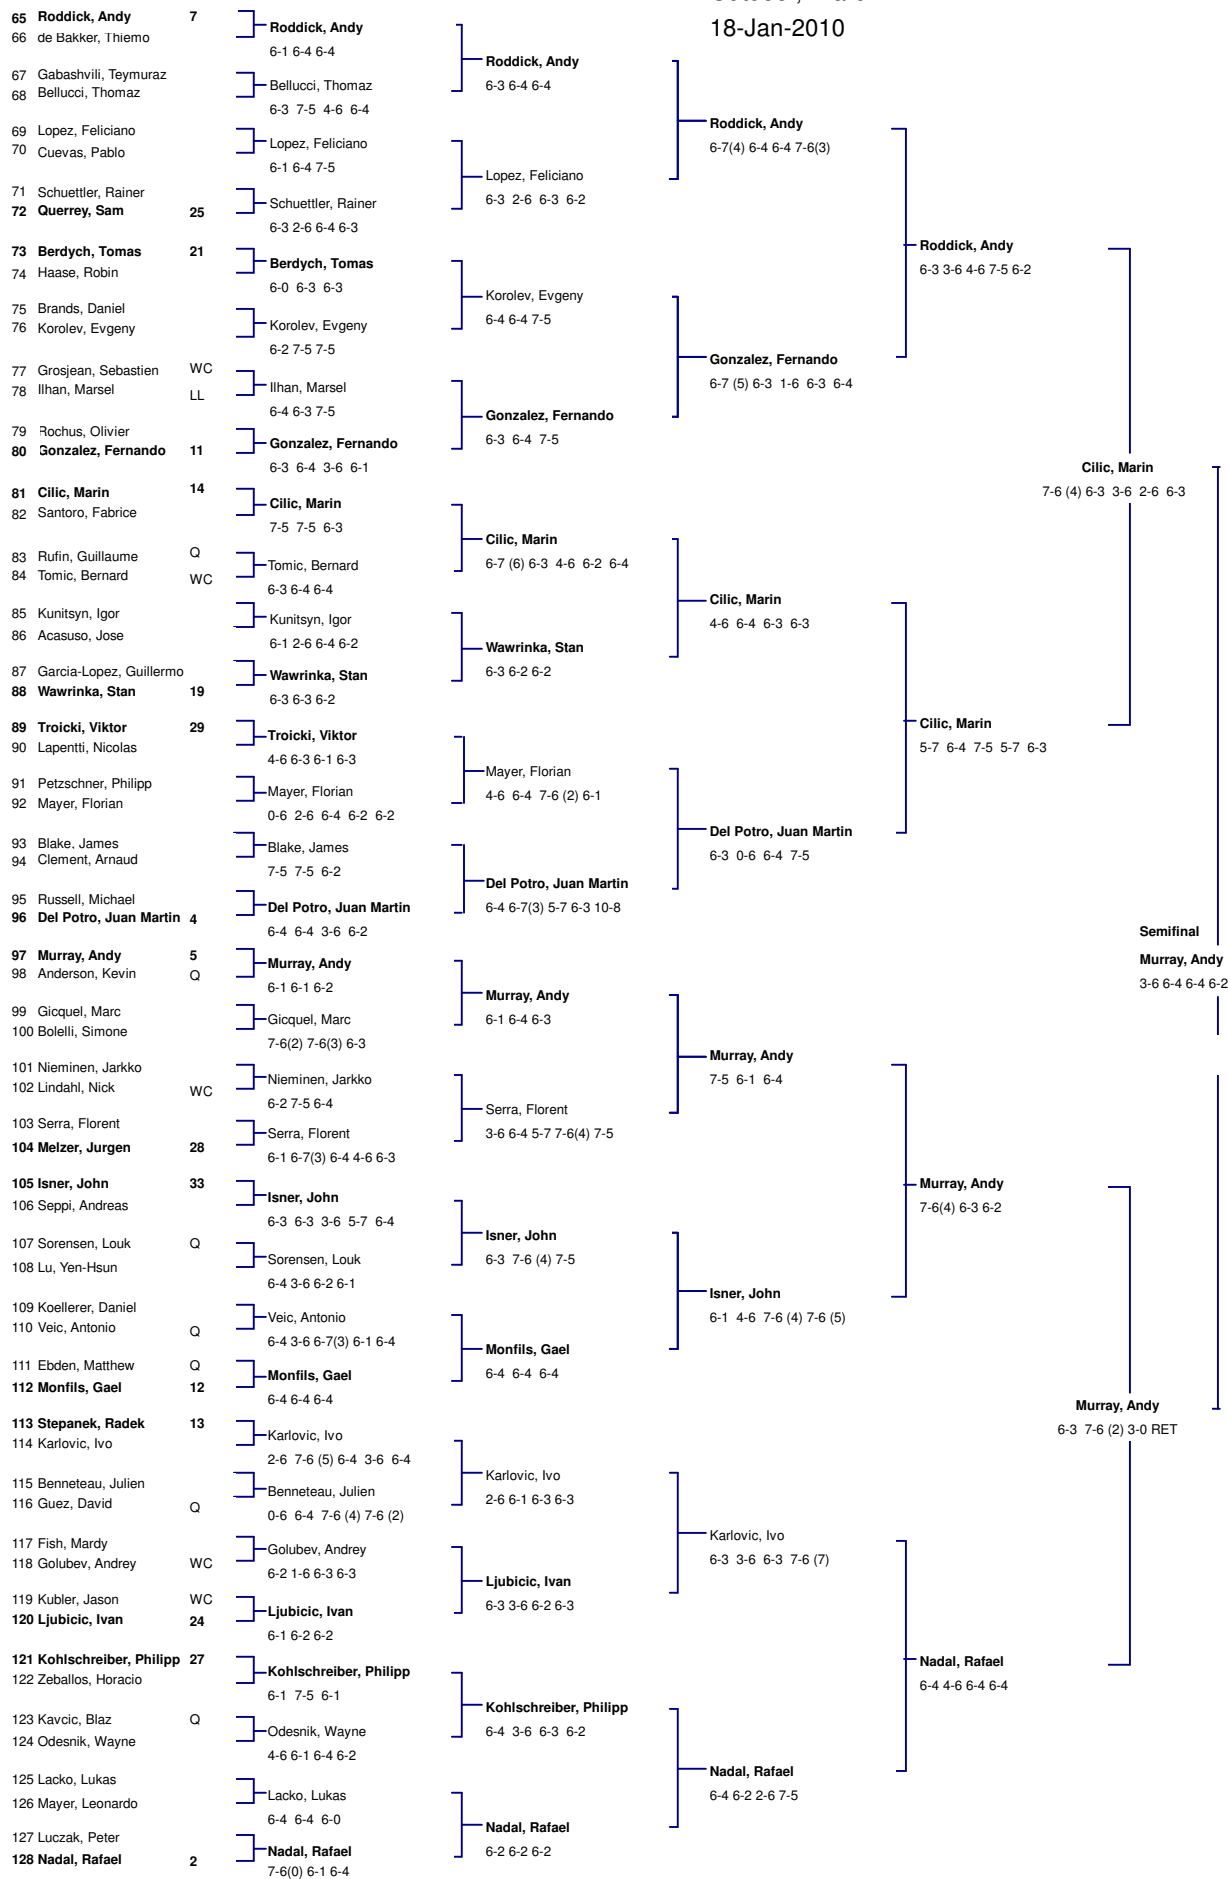 18-Jan-2010
65 Roddick, Andy 7
66 de Bakker, Thiemo
67 Gabashvili, Teymuraz
68 Bellucci, Thomaz
69 Lopez, Feliciano
70 Cuevas, Pablo
71 Schuettler, Rainer
72 Querrey, Sam 25
73 Berdych, Tomas 21
74 Haase, Robin
75 Brands, Daniel
76 Korolev, Evgeny
77 Grosjean, Sebastien WC
78 Ilhan, Marsel LL
79 Rochus, Olivier
80 Gonzalez, Fernando 11
81 Cilic, Marin 14
82 Santoro, Fabrice
83 Rufin, Guillaume Q
84 Tomic, Bernard WC
85 Kunitsyn, Igor
86 Acasuso, Jose
87 Garcia-Lopez, Guillermo
88 Wawrinka, Stan 19
89 Troicki, Viktor 29
90 Lapentti, Nicolas
91 Petzschner, Philipp
92 Mayer, Florian
93 Blake, James
94 Clement, Arnaud
95 Russell, Michael
96 Del Potro, Juan Martin 4
97 Murray, Andy 5
98 Anderson, Kevin Q
99 Gicquel, Marc
100 Bolelli, Simone
101 Nieminen, Jarkko
102 Lindahl, Nick WC
103 Serra, Florent
104 Melzer, Jurgen 28
105 Isner, John 33
106 Seppi, Andreas
107 Sorensen, Louk Q
108 Lu, Yen-Hsun
109 Koellerer, Daniel
110 Veic, Antonio Q
111 Ebden, Matthew Q
112 Monfils, Gael 12
113 Stepanek, Radek 13
114 Karlovic, Ivo
115 Benneteau, Julien
116 Guez, David Q
117 Fish, Mardy
118 Golubev, Andrey WC
119 Kubler, Jason WC
120 Ljubicic, Ivan 24
121 Kohlschreiber, Philipp 27
122 Zeballos, Horacio
123 Kavcic, Blaz Q
124 Odesnik, Wayne
125 Lacko, Lukas
126 Mayer, Leonardo
127 Luczak, Peter
128 Nadal, Rafael 2
Roddick, Andy
6-1 6-4 6-4
Bellucci, Thomaz
6-3 7-5 4-6 6-4
Lopez, Feliciano
6-1 6-4 7-5
Schuettler, Rainer
6-3 2-6 6-4 6-3
Berdych, Tomas
6-0 6-3 6-3
Korolev, Evgeny
6-2 7-5 7-5
Ilhan, Marsel
6-4 6-3 7-5
Gonzalez, Fernando
6-3 6-4 3-6 6-1
Cilic, Marin
7-5 7-5 6-3
Tomic, Bernard
6-3 6-4 6-4
Kunitsyn, Igor
6-1 2-6 6-4 6-2
Wawrinka, Stan
6-3 6-3 6-2
Troicki, Viktor
4-6 6-3 6-1 6-3
Mayer, Florian
0-6 2-6 6-4 6-2 6-2
Blake, James
7-5 7-5 6-2
Del Potro, Juan Martin
6-4 6-4 3-6 6-2
Murray, Andy
6-1 6-1 6-2
Gicquel, Marc
7-6(2) 7-6(3) 6-3
Nieminen, Jarkko
6-2 7-5 6-4
Serra, Florent
6-1 6-7(3) 6-4 4-6 6-3
Isner, John
6-3 6-3 3-6 5-7 6-4
Sorensen, Louk
6-4 3-6 6-2 6-1
Veic, Antonio
6-4 3-6 6-7(3) 6-1 6-4
Monfils, Gael
6-4 6-4 6-4
Karlovic, Ivo
2-6 7-6 (5) 6-4 3-6 6-4
Benneteau, Julien
0-6 6-4 7-6 (4) 7-6 (2)
Golubev, Andrey
6-2 1-6 6-3 6-3
Ljubicic, Ivan
6-1 6-2 6-2
Kohlschreiber, Philipp
6-1 7-5 6-1
Odesnik, Wayne
4-6 6-1 6-4 6-2
Lacko, Lukas
6-4 6-4 6-0
Nadal, Rafael
7-6(0) 6-1 6-4
Roddick, Andy
6-3 6-4 6-4
Lopez, Feliciano
6-3 2-6 6-3 6-2
Korolev, Evgeny
6-4 6-4 7-5
Gonzalez, Fernando
6-3 6-4 7-5
Cilic, Marin
6-7 (6) 6-3 4-6 6-2 6-4
Wawrinka, Stan
6-3 6-2 6-2
Mayer, Florian
4-6 6-4 7-6 (2) 6-1
Del Potro, Juan Martin
6-4 6-7(3) 5-7 6-3 10-8
Murray, Andy
6-1 6-4 6-3
Serra, Florent
3-6 6-4 5-7 7-6(4) 7-5
Isner, John
6-3 7-6 (4) 7-5
Monfils, Gael
6-4 6-4 6-4
Karlovic, Ivo
2-6 6-1 6-3 6-3
Ljubicic, Ivan
6-3 3-6 6-2 6-3
Kohlschreiber, Philipp
6-4 3-6 6-3 6-2
Nadal, Rafael
6-2 6-2 6-2
Roddick, Andy
6-7(4) 6-4 6-4 7-6(3)
Gonzalez, Fernando
6-7 (5) 6-3 1-6 6-3 6-4
Cilic, Marin
4-6 6-4 6-3 6-3
Del Potro, Juan Martin
6-3 0-6 6-4 7-5
Murray, Andy
7-5 6-1 6-4
Isner, John
6-1 4-6 7-6 (4) 7-6 (5)
Karlovic, Ivo
6-3 3-6 6-3 7-6 (7)
Nadal, Rafael
6-4 6-2 2-6 7-5
Roddick, Andy
6-3 3-6 4-6 7-5 6-2
Cilic, Marin
5-7 6-4 7-5 5-7 6-3
Murray, Andy
7-6(4) 6-3 6-2
Nadal, Rafael
6-4 4-6 6-4 6-4
Cilic, Marin
7-6 (4) 6-3 3-6 2-6 6-3
Murray, Andy
6-3 7-6 (2) 3-0 RET
Semifinal
Murray, Andy
3-6 6-4 6-4 6-2